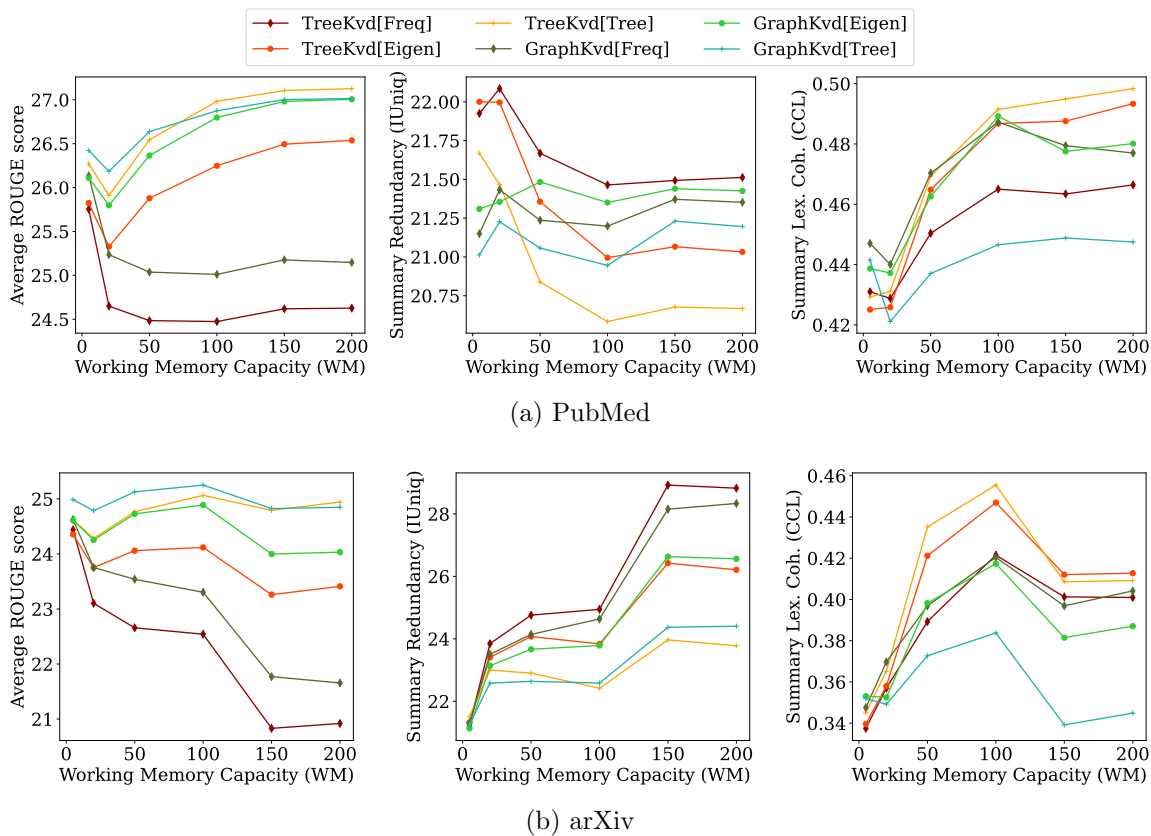 TreeKvd[Freq] TreeKvd[Tree] GraphKvd[Eigen]
TreeKvd[Eigen] GraphKvd[Freq] GraphKvd[Tree]
Average ROUGE score
27.0
26.5
26.0
25.5
25.0
24.5
0 50 100 150 200
Working Memory Capacity (WM)
Summary Redundancy (IUniq)
22.00
21.75
21.50
21.25
21.00
20.75
0 50 100 150 200
Working Memory Capacity (WM)
Summary Lex. Coh. (CCL)
0.50
0.48
0.46
0.44
0.42
0 50 100 150 200
Working Memory Capacity (WM)
(a) PubMed
Average ROUGE score
25
24
23
22
21
0 50 100 150 200
Working Memory Capacity (WM)
Summary Redundancy (IUniq)
28
26
24
22
0 50 100 150 200
Working Memory Capacity (WM)
Summary Lex. Coh. (CCL)
0.46
0.44
0.42
0.40
0.38
0.36
0.34
0 50 100 150 200
Working Memory Capacity (WM)
(b) arXiv